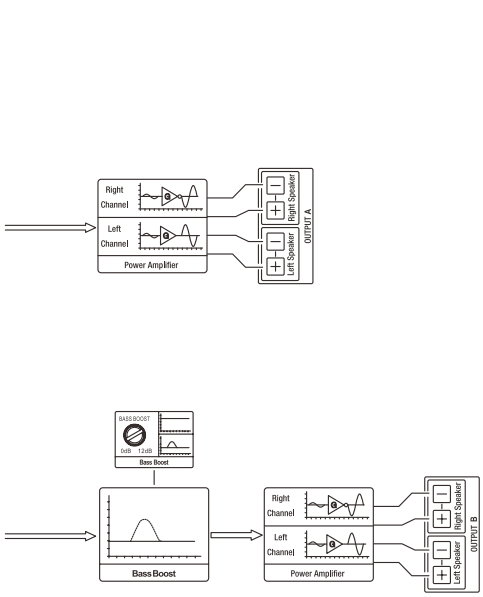 Right
Channel
G
Left
Channel
G
Power Amplifier
Right Speaker
Left Speaker
OUTPUT A
BASS BOOST
0dB 12dB
Bass Boost
Bass Boost
Right
Channel
G
Left
Channel
G
Power Amplifier
Right Speaker
Left Speaker
OUTPUT B